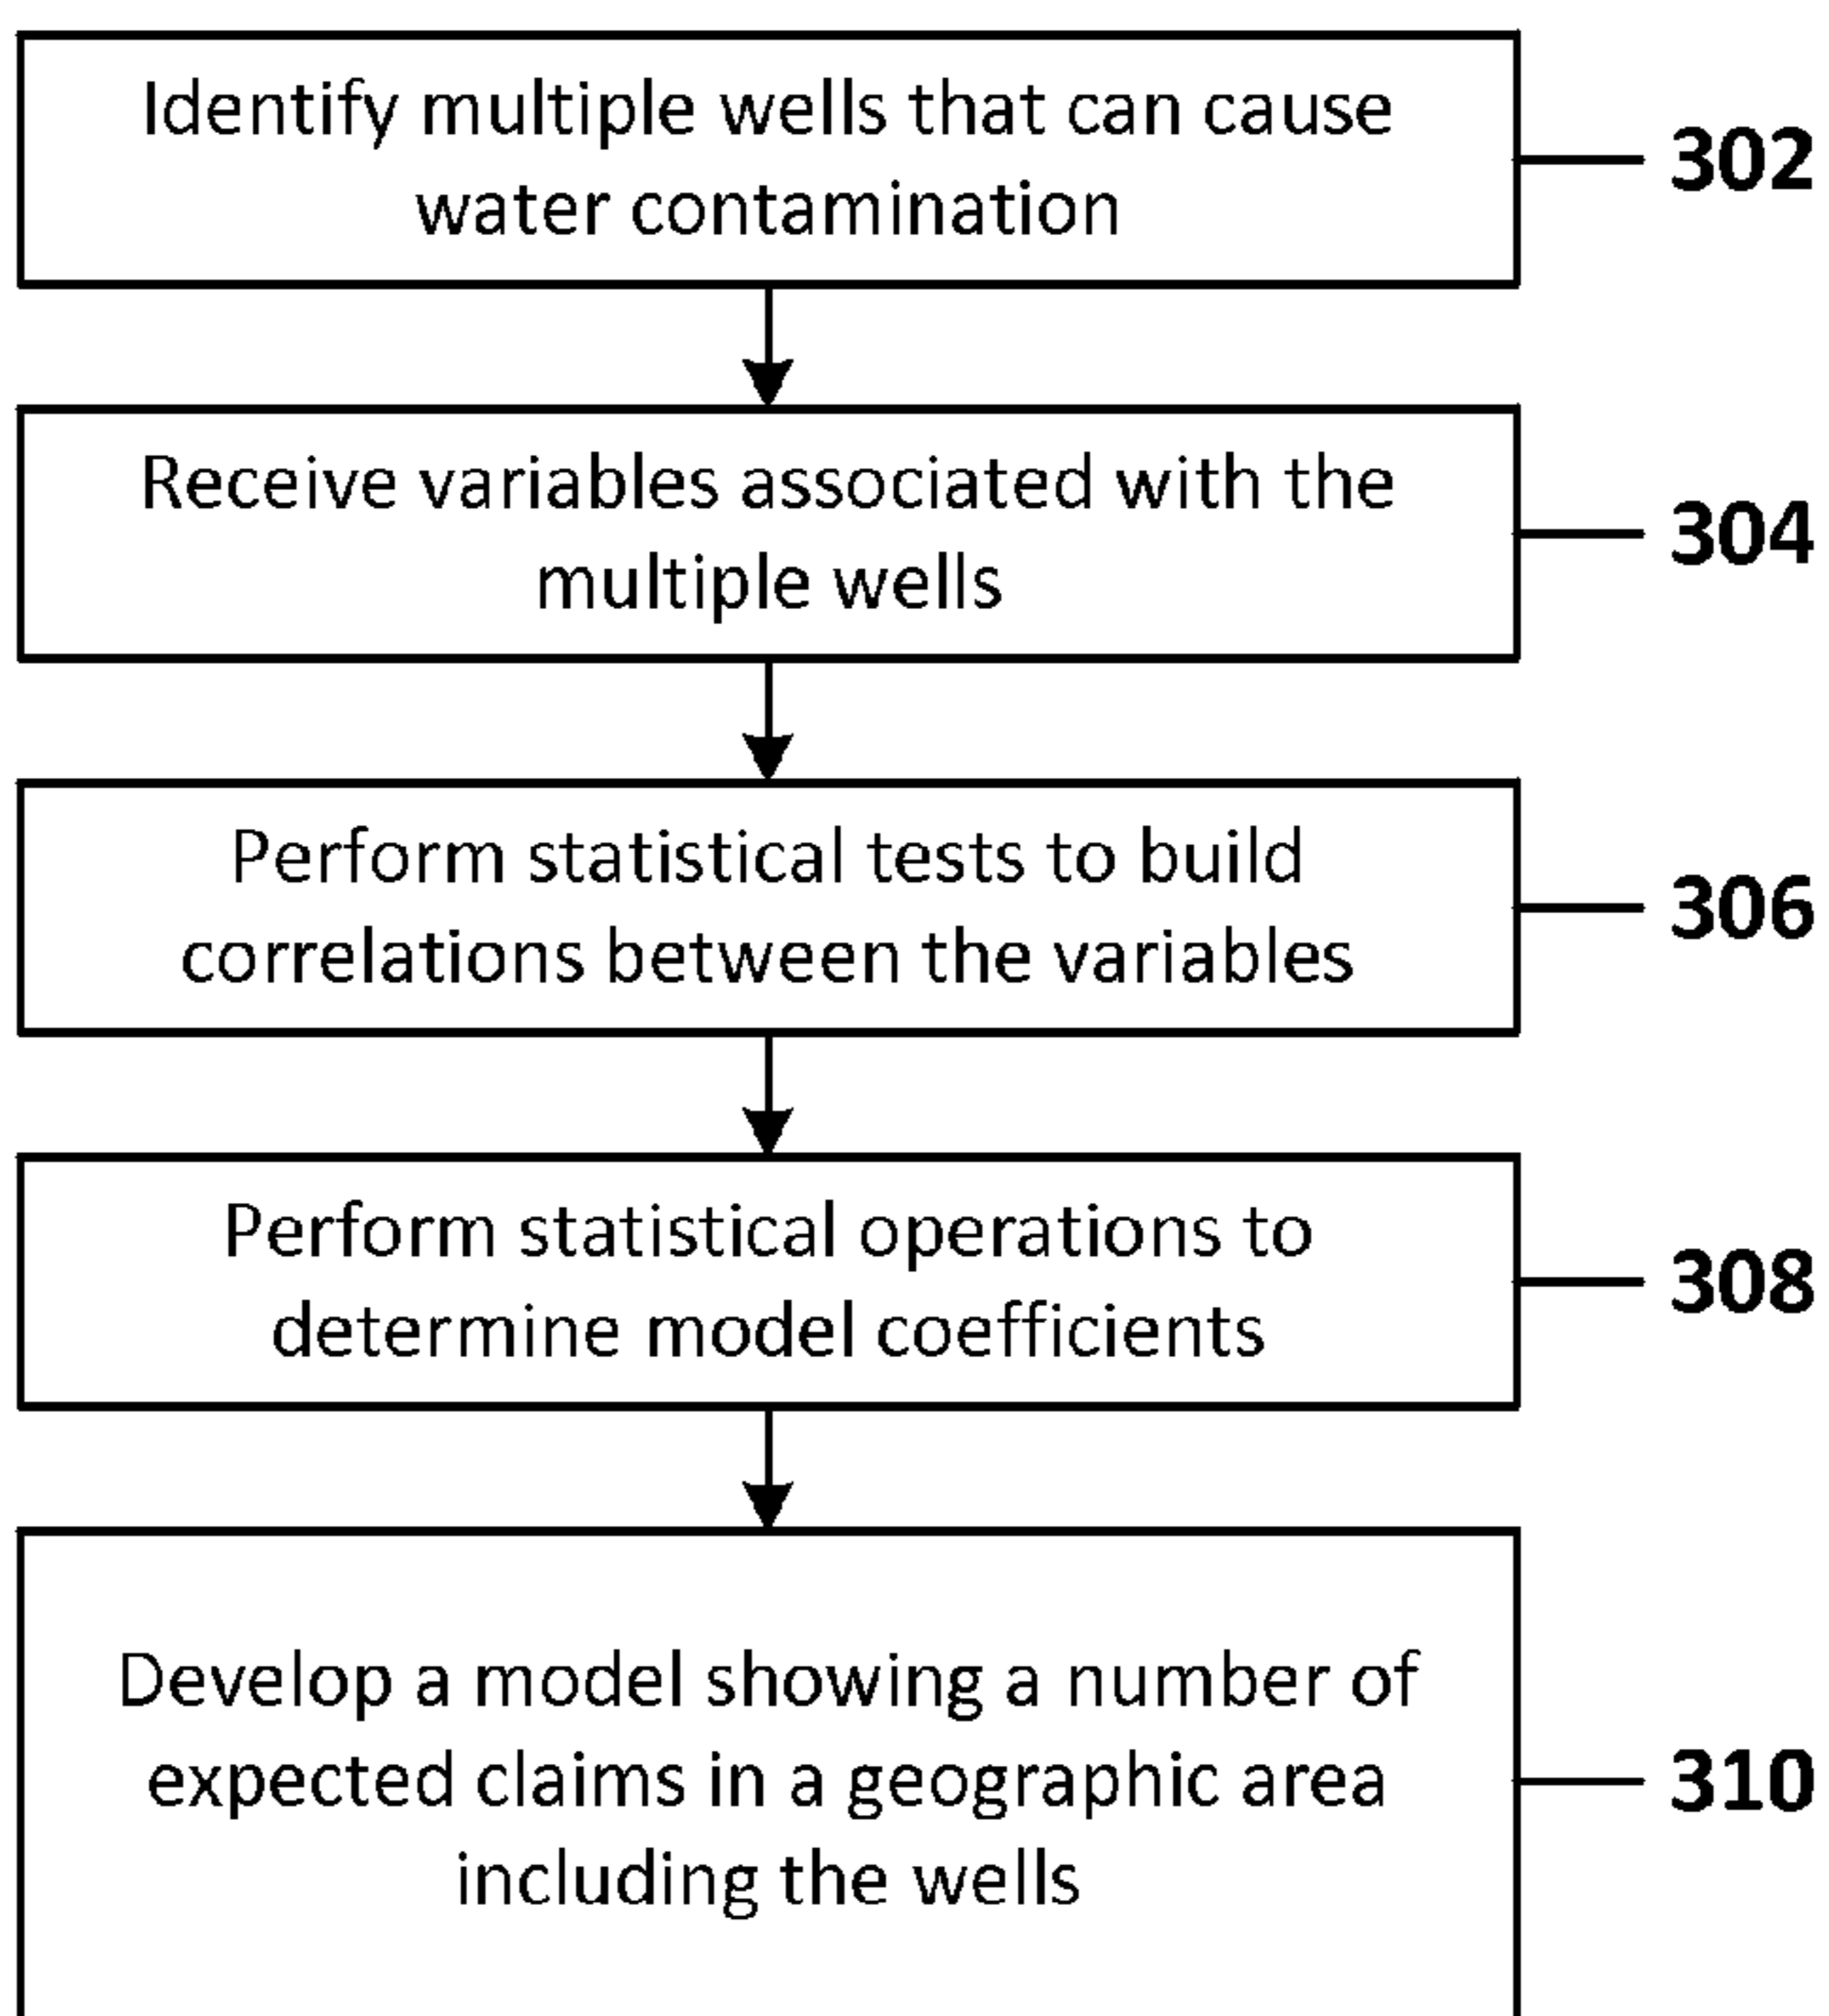 Identify multiple wells that can cause
water contamination
302
Receive variables associated with the
multiple wells
304
Perform statistical tests to build
correlations between the variables
306
Perform statistical operations to
determine model coefficients
308
Develop a model showing a number of
expected claims in a geographic area
including the wells
310